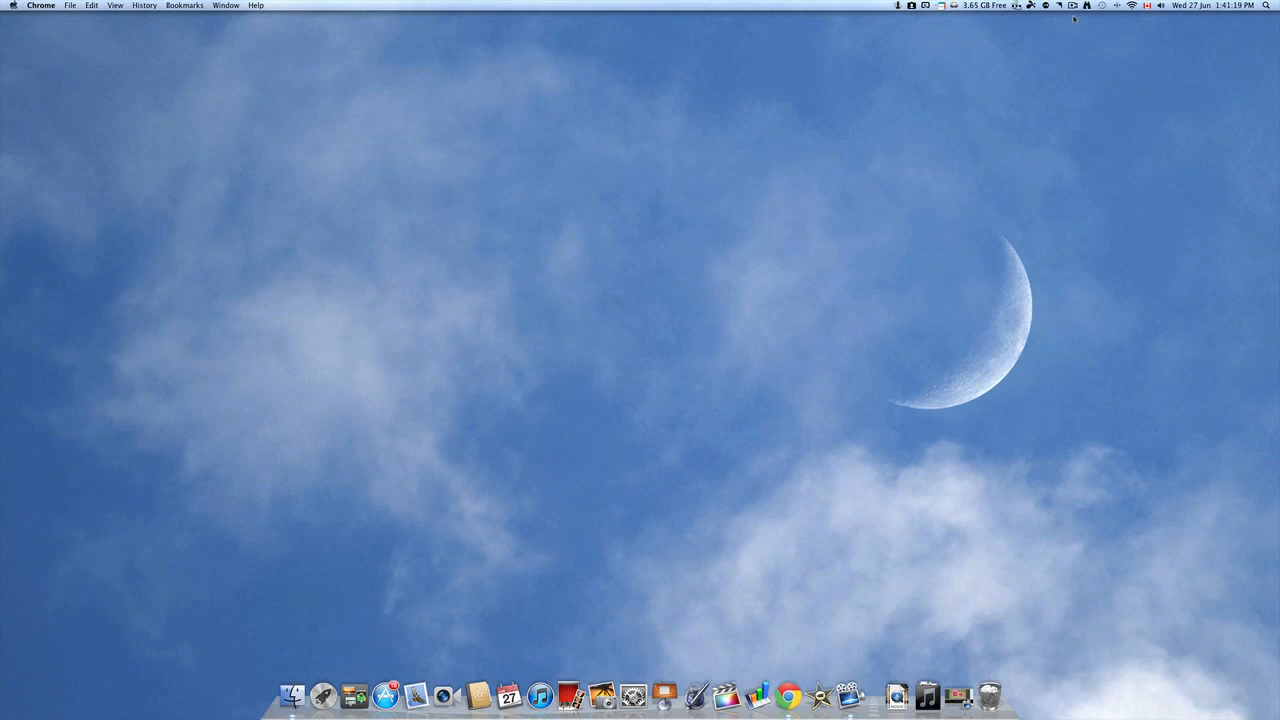 Chrome File Edit View History Bookmarks Window Help 3.65 GB Free Wed 27 Jun 1:41:19 PM
27